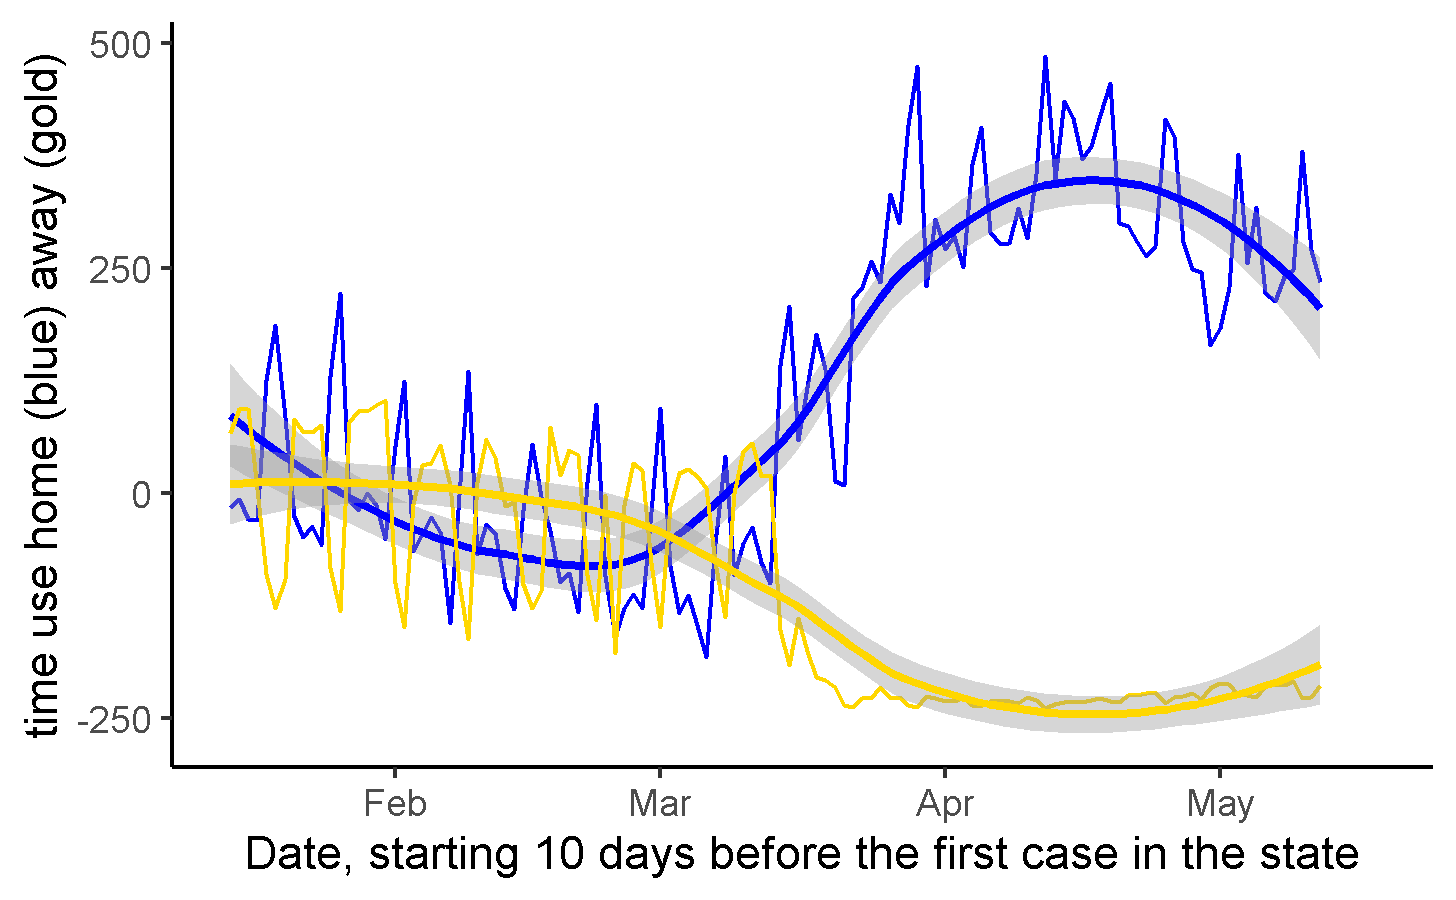 time use home (blue) away (gold)
500
250
0
-250
Feb Mar Apr May
Date, starting 10 days before the first case in the state